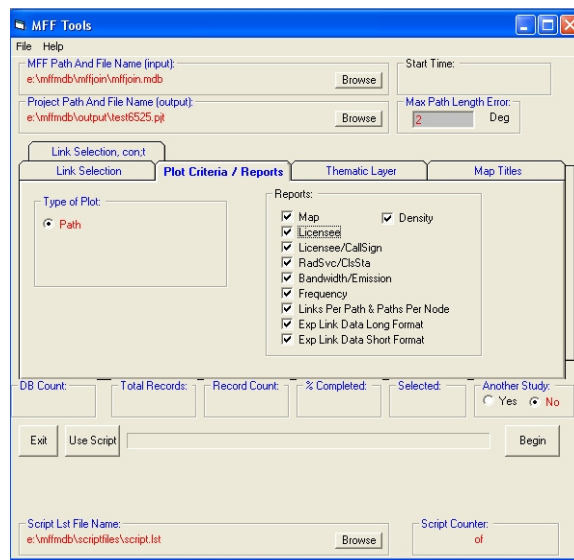 MFF Tools
File Help
MFF Path And File Name (input):
e:\mffmdb\mffjoin\mffjoin.mdb
Browse
Start Time:
Project Path And File Name (output):
e:\mffmdb\output\test6525.pjt
Browse
Max Path Length Error:
2 Deg
Link Selection, con;t
Link Selection
Plot Criteria / Reports
Thematic Layer
Map Titles
Type of Plot:
Path
Reports:
Map Density
Licensee
Licensee/CallSign
RadSvc/ClsSta
Bandwidth/Emission
Frequency
Links Per Path & Paths Per Node
Exp Link Data Long Format
Exp Link Data Short Format
DB Count:
Total Records:
Record Count:
% Completed:
Selected:
Another Study:
Yes No
Exit
Use Script
Begin
Script Lst File Name:
e:\mffmdb\scriptfiles\script.lst
Browse
Script Counter:
of